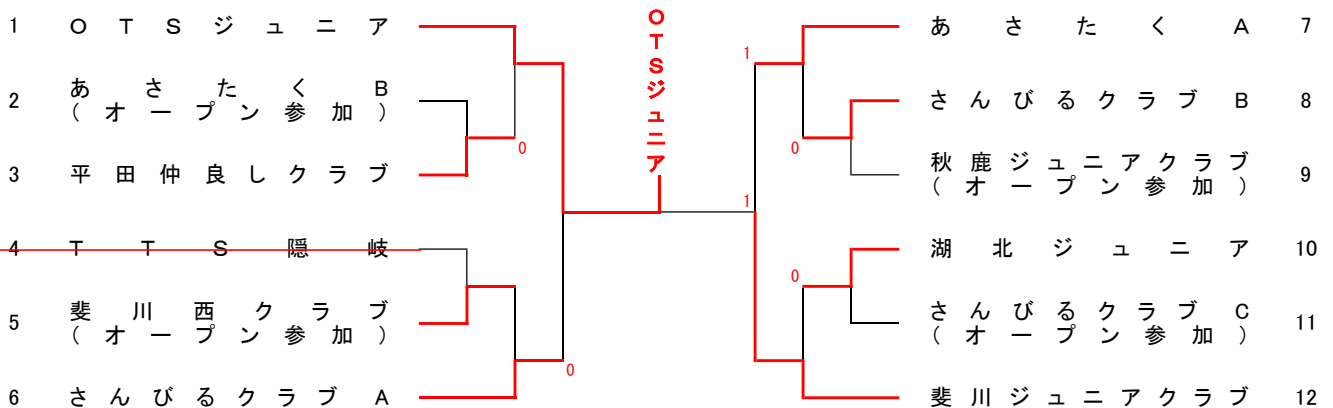 1 OTSジュニア
2 あさたくB
(オープン参加)
3 平田仲良しクラブ
4 TTS隠岐
5 斐川西クラブ
(オープン参加)
6 さんびるクラブA
0
0
OTSジュニア
1
1
0
0
あさたくA 7
さんびるクラブB 8
秋鹿ジュニアクラブ
(オープン参加) 9
湖北ジュニア 10
さんびるクラブC
(オープン参加) 11
斐川ジュニアクラブ 12